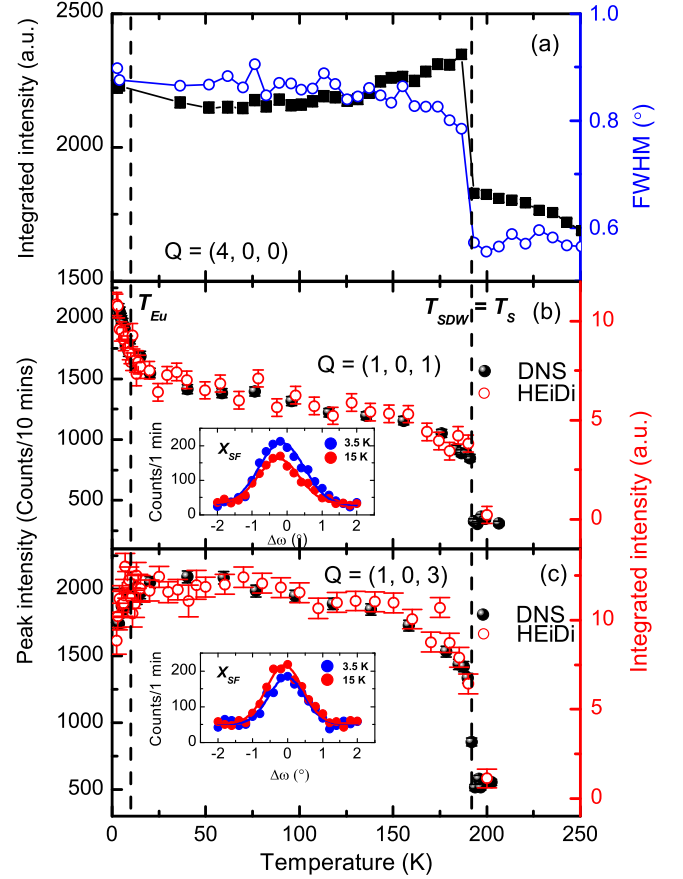 2500
1.0
(a)
Integrated intensity (a.u.)
2000
0.8
FWHM (°)
0.6
Q = (4, 0, 0)
1500
2000
T_Eu
T_SDW = T_S
(b)
10
Q = (1, 0, 1)
DNS
HEiDi
1500
1000
500
5
0
Counts/1 min
200
100
0
X_SF
3.5 K
15 K
-2 -1 0 1 2
Δω (°)
Peak intensity (Counts/10 mins)
Integrated intensity (a.u.)
2000
Q = (1, 0, 3)
(c)
DNS
HEiDi
10
1500
2000
500
5
0
Counts/1 min
200
100
0
X_SF
3.5 K
15 K
-2 -1 0 1 2
Δω (°)
0 50 100 150 200 250
Temperature (K)